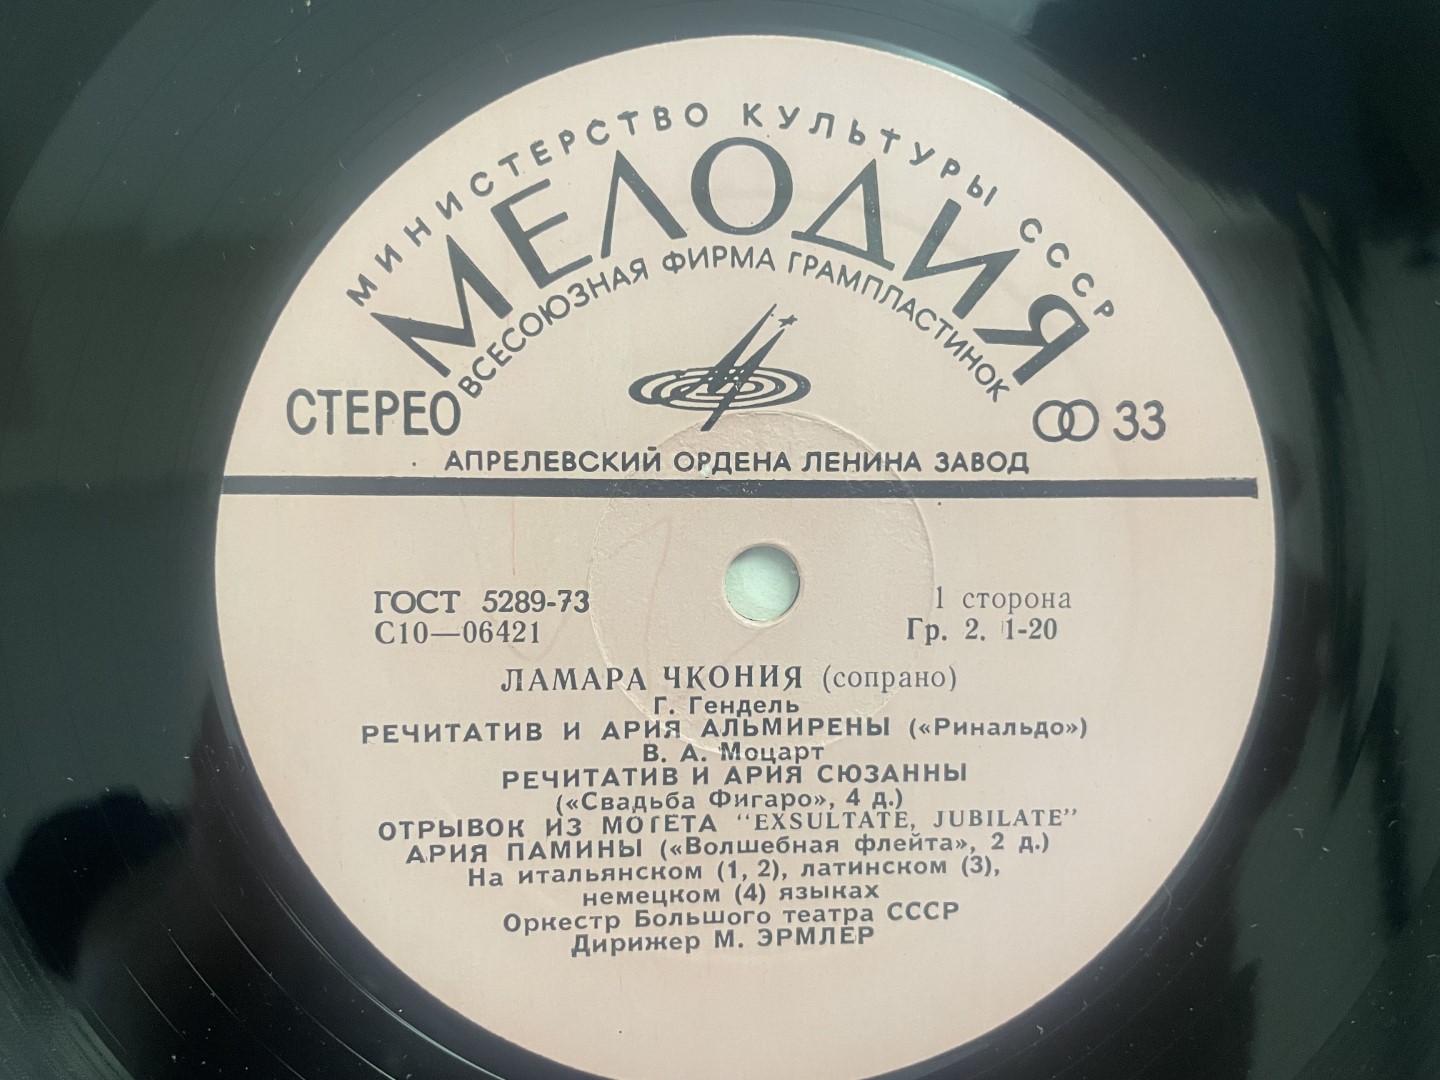 МИНИСТЕРСТВО КУЛЬТУРЫ СССР
МЕЛОДИЯ
ВСЕСОЮЗНАЯ ФИРМА ГРАМПЛАСТИНОК
СТЕРЕО
33
АПРЕЛЕВСКИЙ ОРДЕНА ЛЕНИНА ЗАВОД
ГОСТ 5289-73
1 сторона
С10—06421
Гр. 2. 1-20
ЛАМАРА ЧКОНИЯ (сопрано)
Г. Гендель
РЕЧИТАТИВ И АРИЯ АЛЬМИРЕНЫ («Ринальдо»)
В. А. Моцарт
РЕЧИТАТИВ И АРИЯ СЮЗАННЫ
(«Свадьба Фигаро», 4 д.)
ОТРЫВОК ИЗ МОТЕТА "EXSULTATE, JUBILATE"
АРИЯ ПАМИНЫ («Волшебная флейта», 2 д.)
На итальянском (1, 2), латинском (3),
немецком (4) языках
Оркестр Большого театра СССР
Дирижер М. ЭРМЛЕР